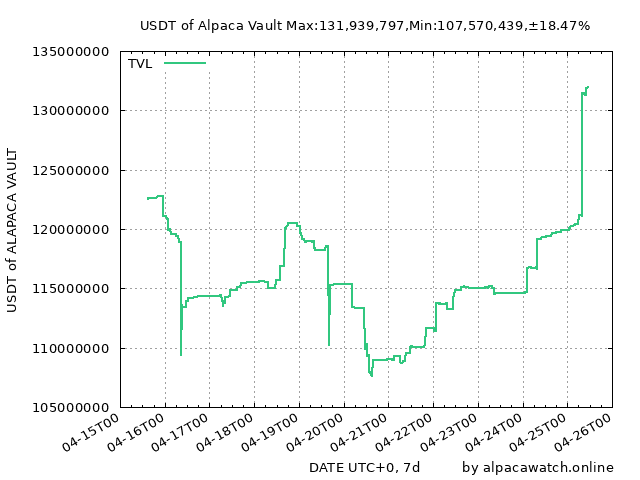 USDT of Alpaca Vault Max:131,939,797,Min:107,570,439,±18.47%
TVL
135000000
130000000
125000000
120000000
115000000
110000000
105000000
USDT of ALAPACA VAULT
04-15T00
04-16T00
04-17T00
04-18T00
04-19T00
04-20T00
04-21T00
04-22T00
04-23T00
04-24T00
04-25T00
04-26T00
DATE UTC+0, 7d
by alpacawatch.online